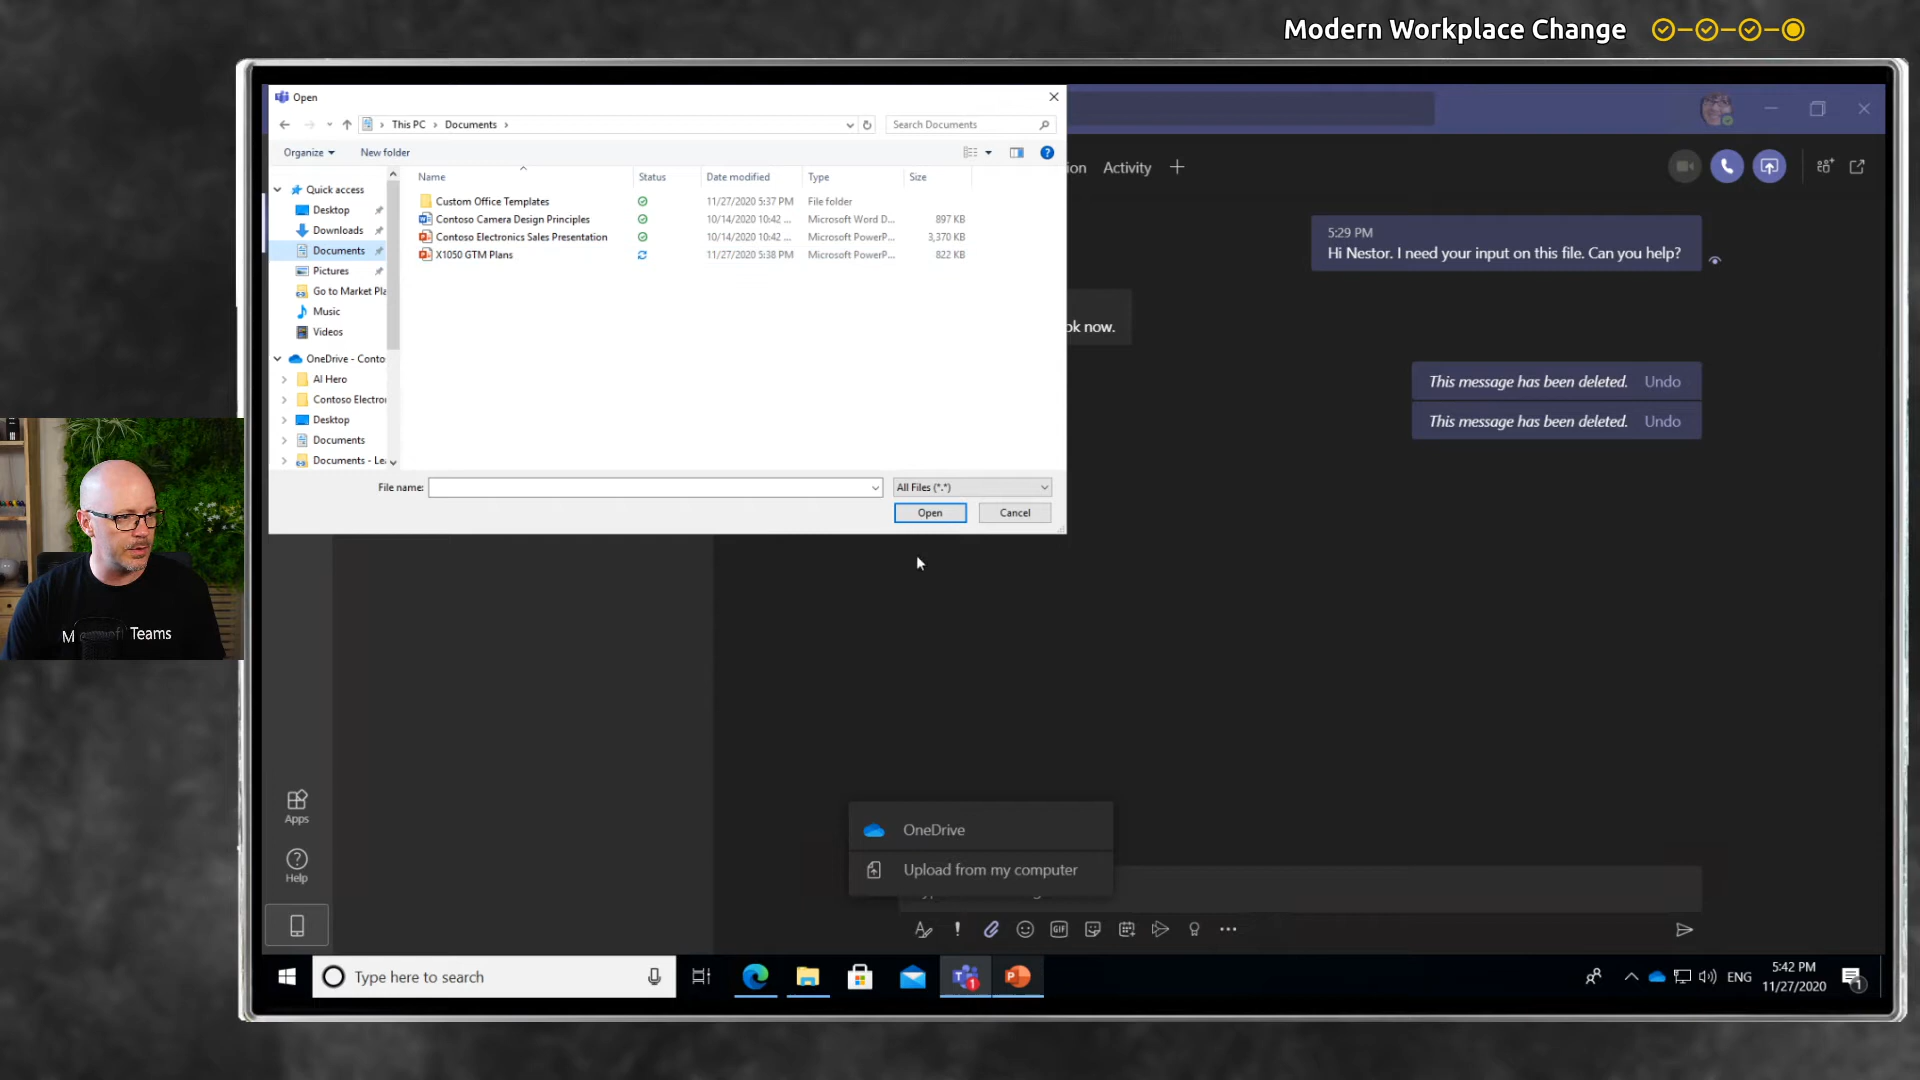 Modern Workplace Change
Open
This PC
Documents
Search Documents
Organize
New folder
Name
Status
Date modified
Type
Size
Custom Office Templates
11/27/2020 5:37 PM
File folder
Contoso Camera Design Principles
10/14/2020 10:42 ...
Microsoft Word D...
897 KB
Contoso Electronics Sales Presentation
10/14/2020 10:42 ...
Microsoft PowerP...
3,370 KB
X1050 GTM Plans
11/27/2020 5:38 PM
Microsoft PowerP...
822 KB
Quick access
Desktop
Downloads
Documents
Pictures
Go to Market Pla
Music
Videos
OneDrive - Conto
AI Hero
Contoso Electro
Desktop
Documents
Documents - Le
File name:
All Files (*.*)
Open
Cancel
ion
Activity
5:29 PM
Hi Nestor. I need your input on this file. Can you help?
ok now.
This message has been deleted. Undo
This message has been deleted. Undo
Teams
Apps
Help
OneDrive
Upload from my computer
GIF
Type here to search
T
1
P
ENG
5:42 PM
11/27/2020
1